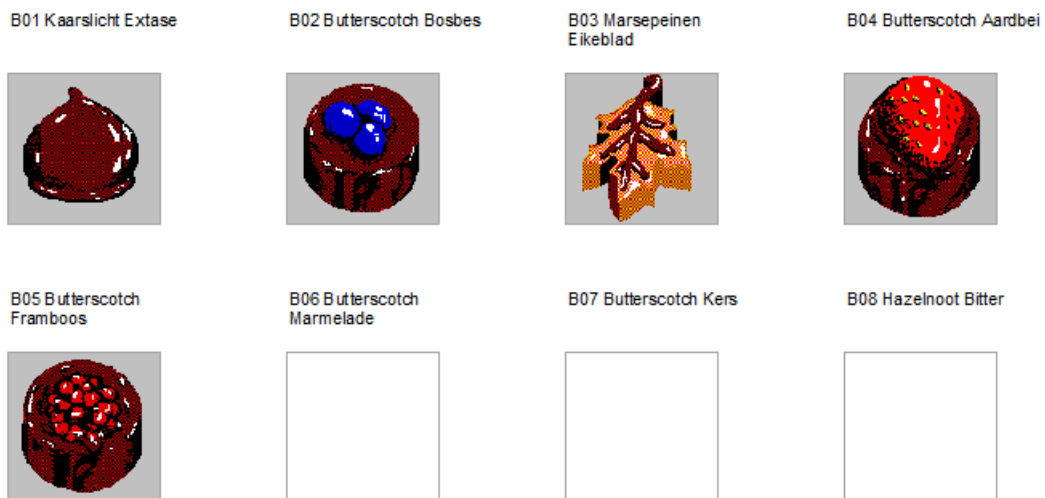 B01 Kaarslicht Extase
B02 Butterscotch Bosbes
B03 Marsepeinen
Eikeblad
B04 Butterscotch Aardbei
B05 Butterscotch
Framboos
B06 Butterscotch
Marmelade
B07 Butterscotch Kers
B08 Hazelnoot Bitter